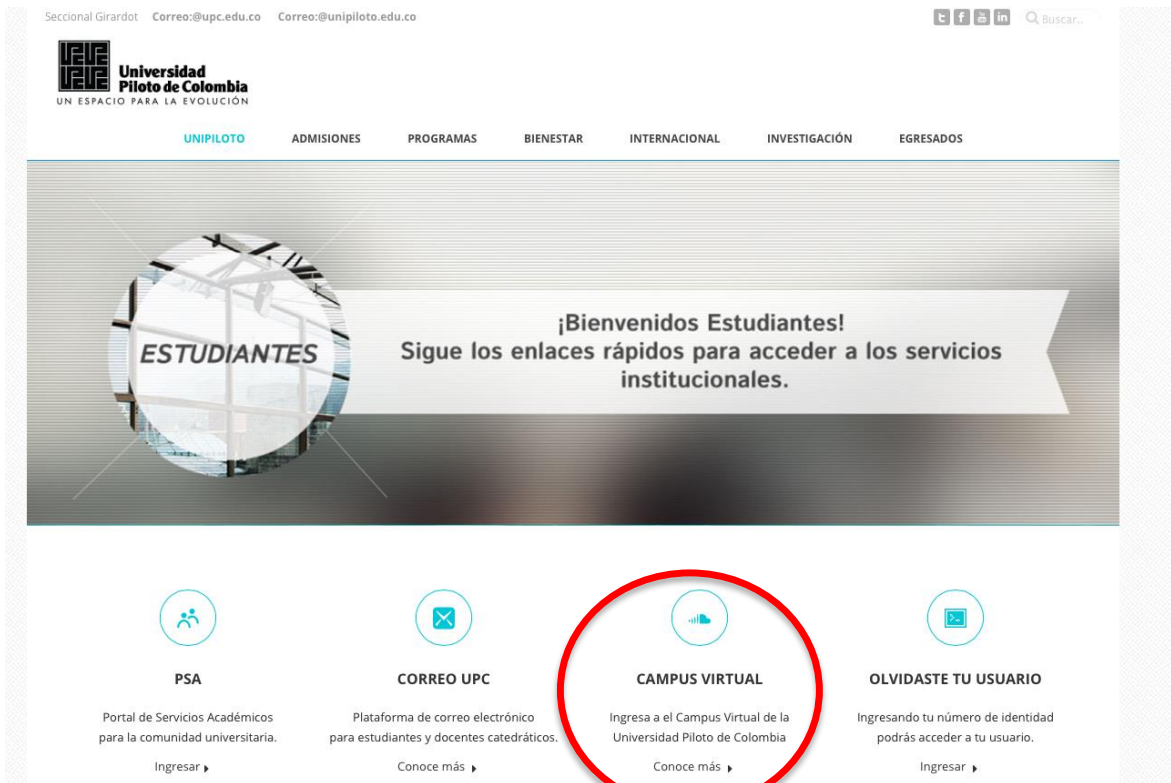 Seccional Girardot Correo:@upc.edu.co Correo:@unipiloto.edu.co
Buscar..
Universidad
Piloto de Colombia
UN ESPACIO PARA LA EVOLUCIÓN
UNIPILOTO ADMISIONES PROGRAMAS BIENESTAR INTERNACIONAL INVESTIGACIÓN EGRESADOS
ESTUDIANTES
¡Bienvenidos Estudiantes!
Sigue los enlaces rápidos para acceder a los servicios
institucionales.
PSA
Portal de Servicios Académicos
para la comunidad universitaria.
Ingresar
CORREO UPC
Plataforma de correo electrónico
para estudiantes y docentes catedráticos.
Conoce más
CAMPUS VIRTUAL
Ingresa a el Campus Virtual de la
Universidad Piloto de Colombia
Conoce más
OLVIDASTE TU USUARIO
Ingresando tu número de identidad
podrás acceder a tu usuario.
Ingresar